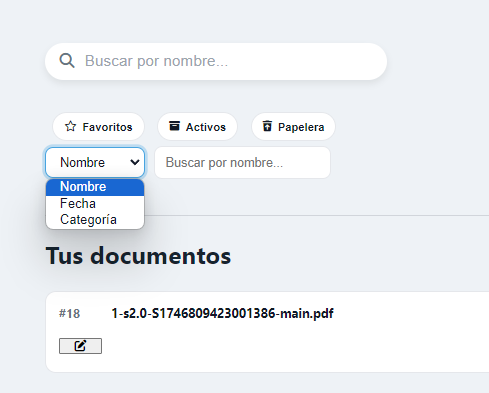 Buscar por nombre...
Favoritos Activos Papelera
Nombre Buscar por nombre...
Nombre
Fecha
Categoría
Tus documentos
#18 1-s2.0-S1746809423001386-main.pdf